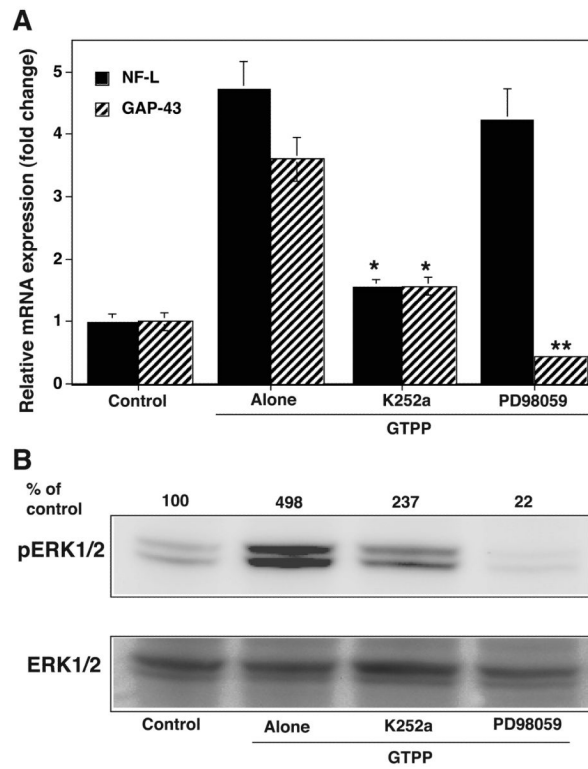 A
Relative mRNA expression (fold change)
5
4
3
2
1
0
NF-L
GAP-43
*
*
**
Control
Alone
K252a
PD98059
GTPP
B
% of
control
100
498
237
22
pERK1/2
ERK1/2
Control
Alone
K252a
PD98059
GTPP